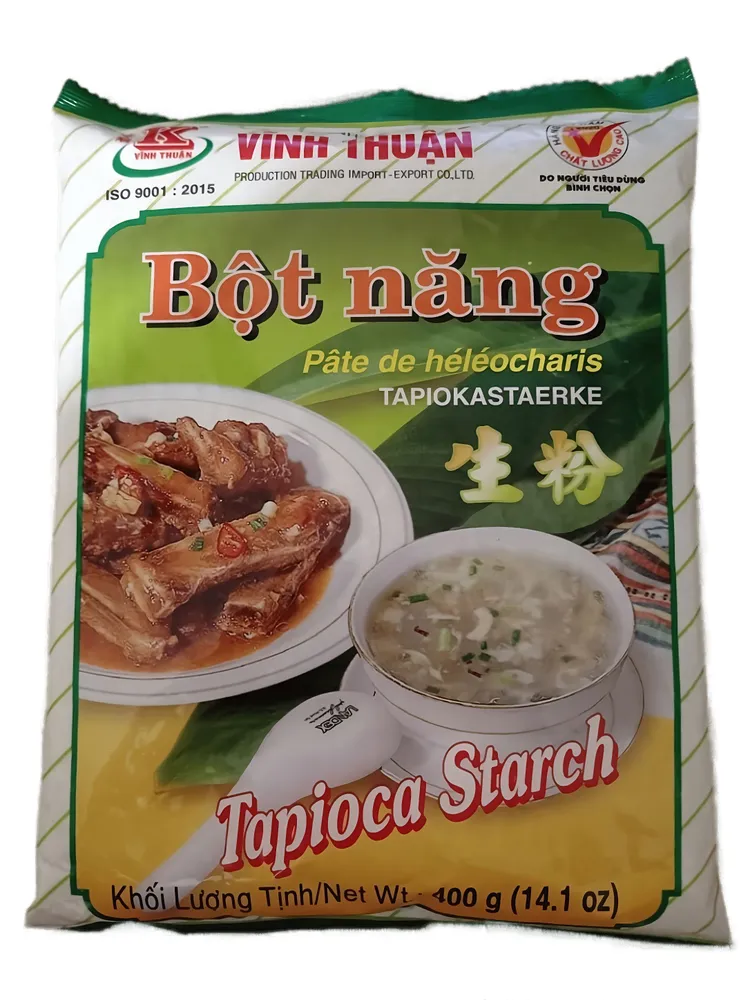 K
VĨNH THUẬN
ISO 9001 : 2015
VĨNH THUẬN
PRODUCTION TRADING IMPORT-EXPORT CO.,LTD.
CHẤT LƯỢNG CAO
DO NGƯỜI TIÊU DÙNG
BÌNH CHỌN
Bột năng
Pâte de héléocharis
TAPIOKASTAERKE
生粉
Tapioca Starch
Khối Lượng Tịnh/Net Wt : 400 g (14.1 oz)